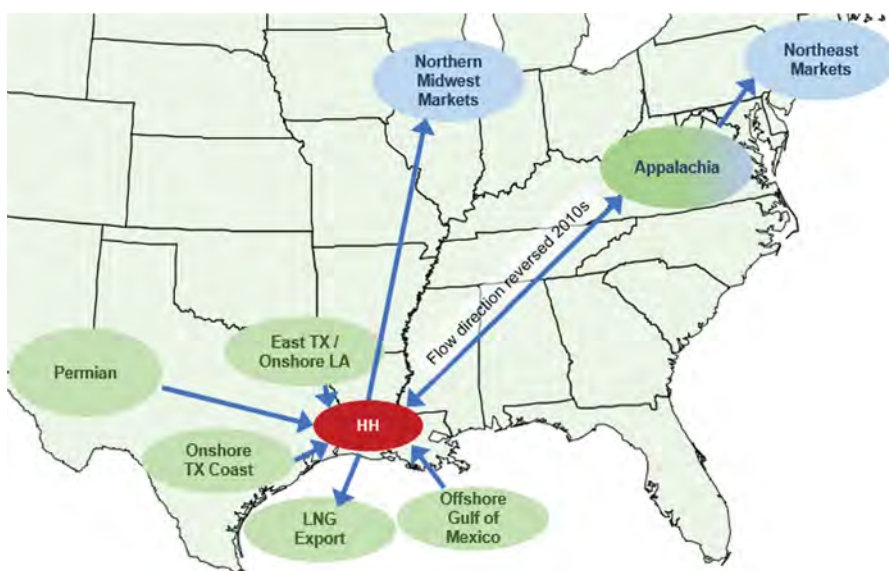 Northern
Midwest
Markets
Northeast
Markets
Appalachia
Flow direction reversed 2010s
East TX /
Onshore LA
Permian
HH
Onshore
TX Coast
LNG
Export
Offshore
Gulf of
Mexico